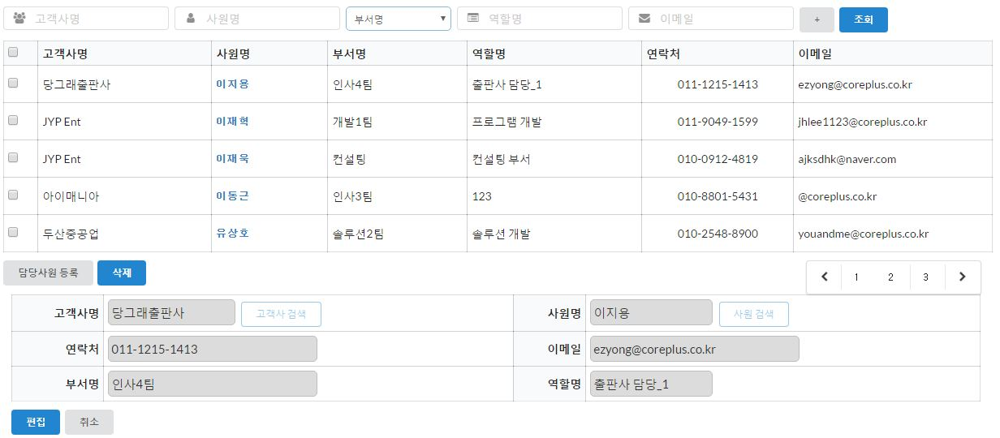 고객사명 사원명 부서명 역할명 이메일 + 조회
고객사명 사원명 부서명 역할명 연락처 이메일
당그래출판사 이지용 인사4팀 출판사 담당_1 011-1215-1413 ezyong@coreplus.co.kr
JYP Ent 이재혁 개발1팀 프로그램 개발 011-9049-1599 jhlee1123@coreplus.co.kr
JYP Ent 이재욱 컨설팅 컨설팅 부서 010-0912-4819 ajksdhk@naver.com
아이매니아 이동근 인사3팀 123 010-8801-5431 @coreplus.co.kr
두산중공업 유상호 솔루션2팀 솔루션 개발 010-2548-8900 youandme@coreplus.co.kr
담당사원 등록 삭제 1 2 3
고객사명 당그래출판사 고객사 검색 사원명 이지용 사원 검색
연락처 011-1215-1413 이메일 ezyong@coreplus.co.kr
부서명 인사4팀 역할명 출판사 담당_1
편집 취소